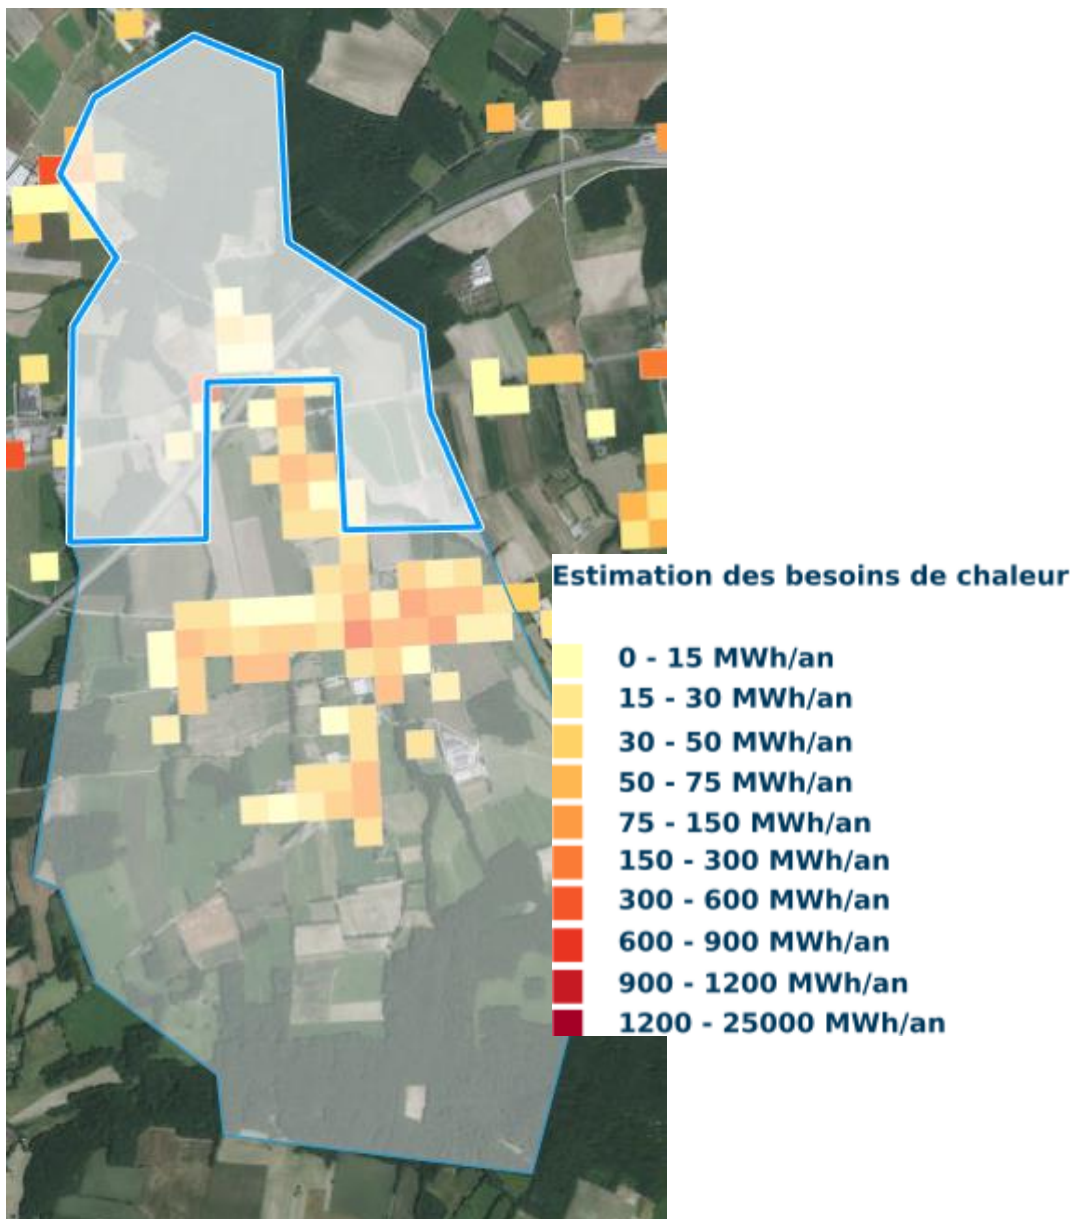 Estimation des besoins de chaleur
0 - 15 MWh/an
15 - 30 MWh/an
30 - 50 MWh/an
50 - 75 MWh/an
75 - 150 MWh/an
150 - 300 MWh/an
300 - 600 MWh/an
600 - 900 MWh/an
900 - 1200 MWh/an
1200 - 25000 MWh/an